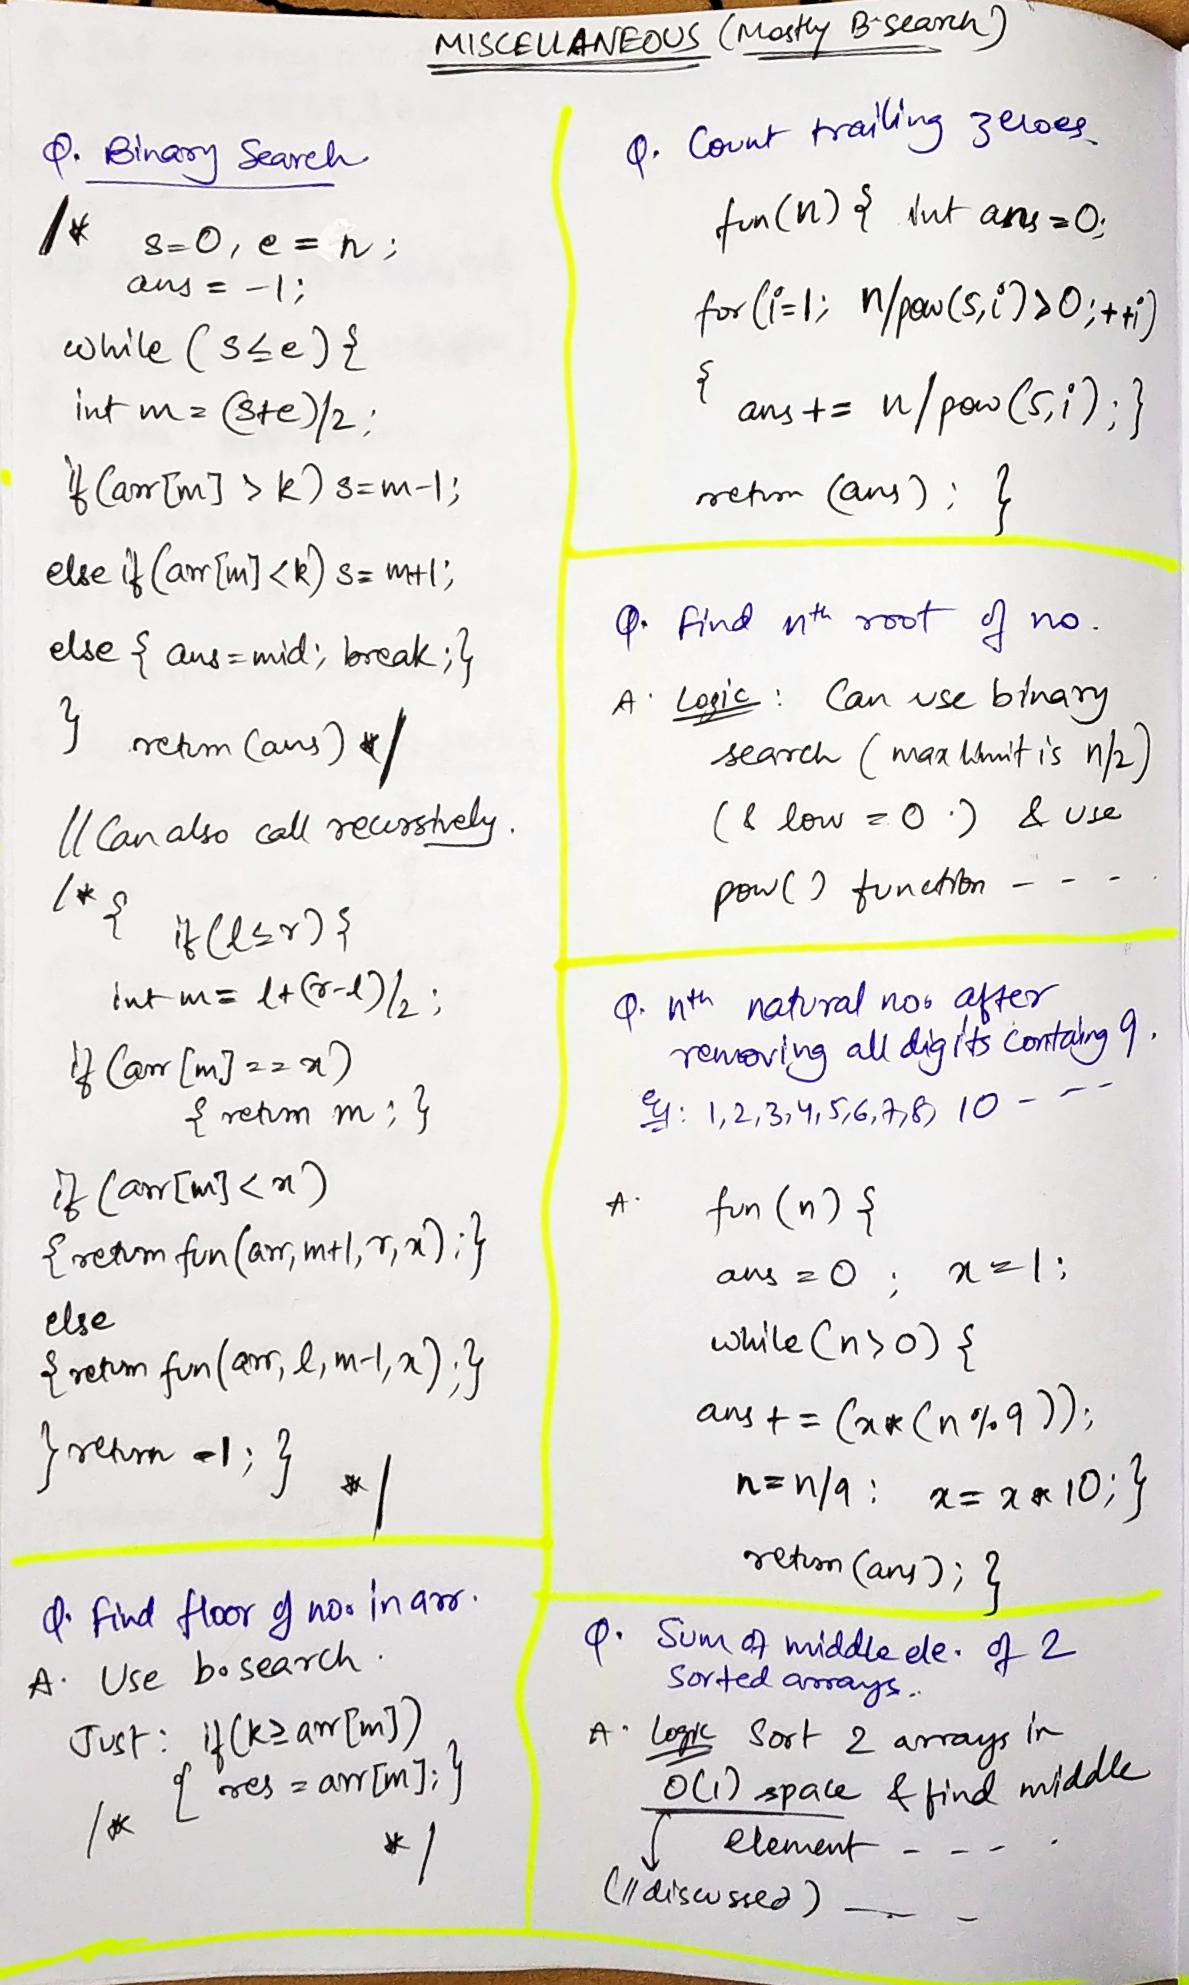 MISCELLANEOUS (Mostly B-search)
Q. Binary Search
/* s=0, e = n;
ans = -1;
while (s≤e) {
int m = (s+e)/2;
if (arr[m] > k) s=m-1;
else if (arr[m] <k) s= m+1;
else { ans = mid; break;}
} return (ans) */
// Can also call recursively.
/* {
if (l≤r) {
int m= l+(r-l)/2;
if (arr[m] == x)
{ return m; }
if (arr[m] < x)
{return fun(arr, m+1, r, x);}
else
{return fun(arr, l, m-1, x);}
} return -1; } */
Q. Find floor of no. in arr.
A. Use b.search.
Just: if (k≥ arr[m])
{ res = arr[m];}
/* */
Q. Count trailing zeroes
fun(n) { int ans=0;
for (i=1; n/pow(5,i)>0; ++i)
{ ans += n/pow(5,i);}
return (ans); }
Q. Find nth root of no.
A. Logic: Can use binary
search (max limit is n/2)
(& low = 0.) & use
pow() function - - - .
Q. nth natural no. after
removing all digits containg 9.
eg: 1,2,3,4,5,6,7,8, 10 - - -
A. fun (n) {
ans = 0; x=1;
while (n>0) {
ans += (x*(n%9));
n=n/9; x= x*10;}
return (ans); }
Q. Sum of middle ele. of 2
sorted arrays.
A. Logic Sort 2 arrays in
O(1) space & find middle
element - - - .
(//discussed) - - -